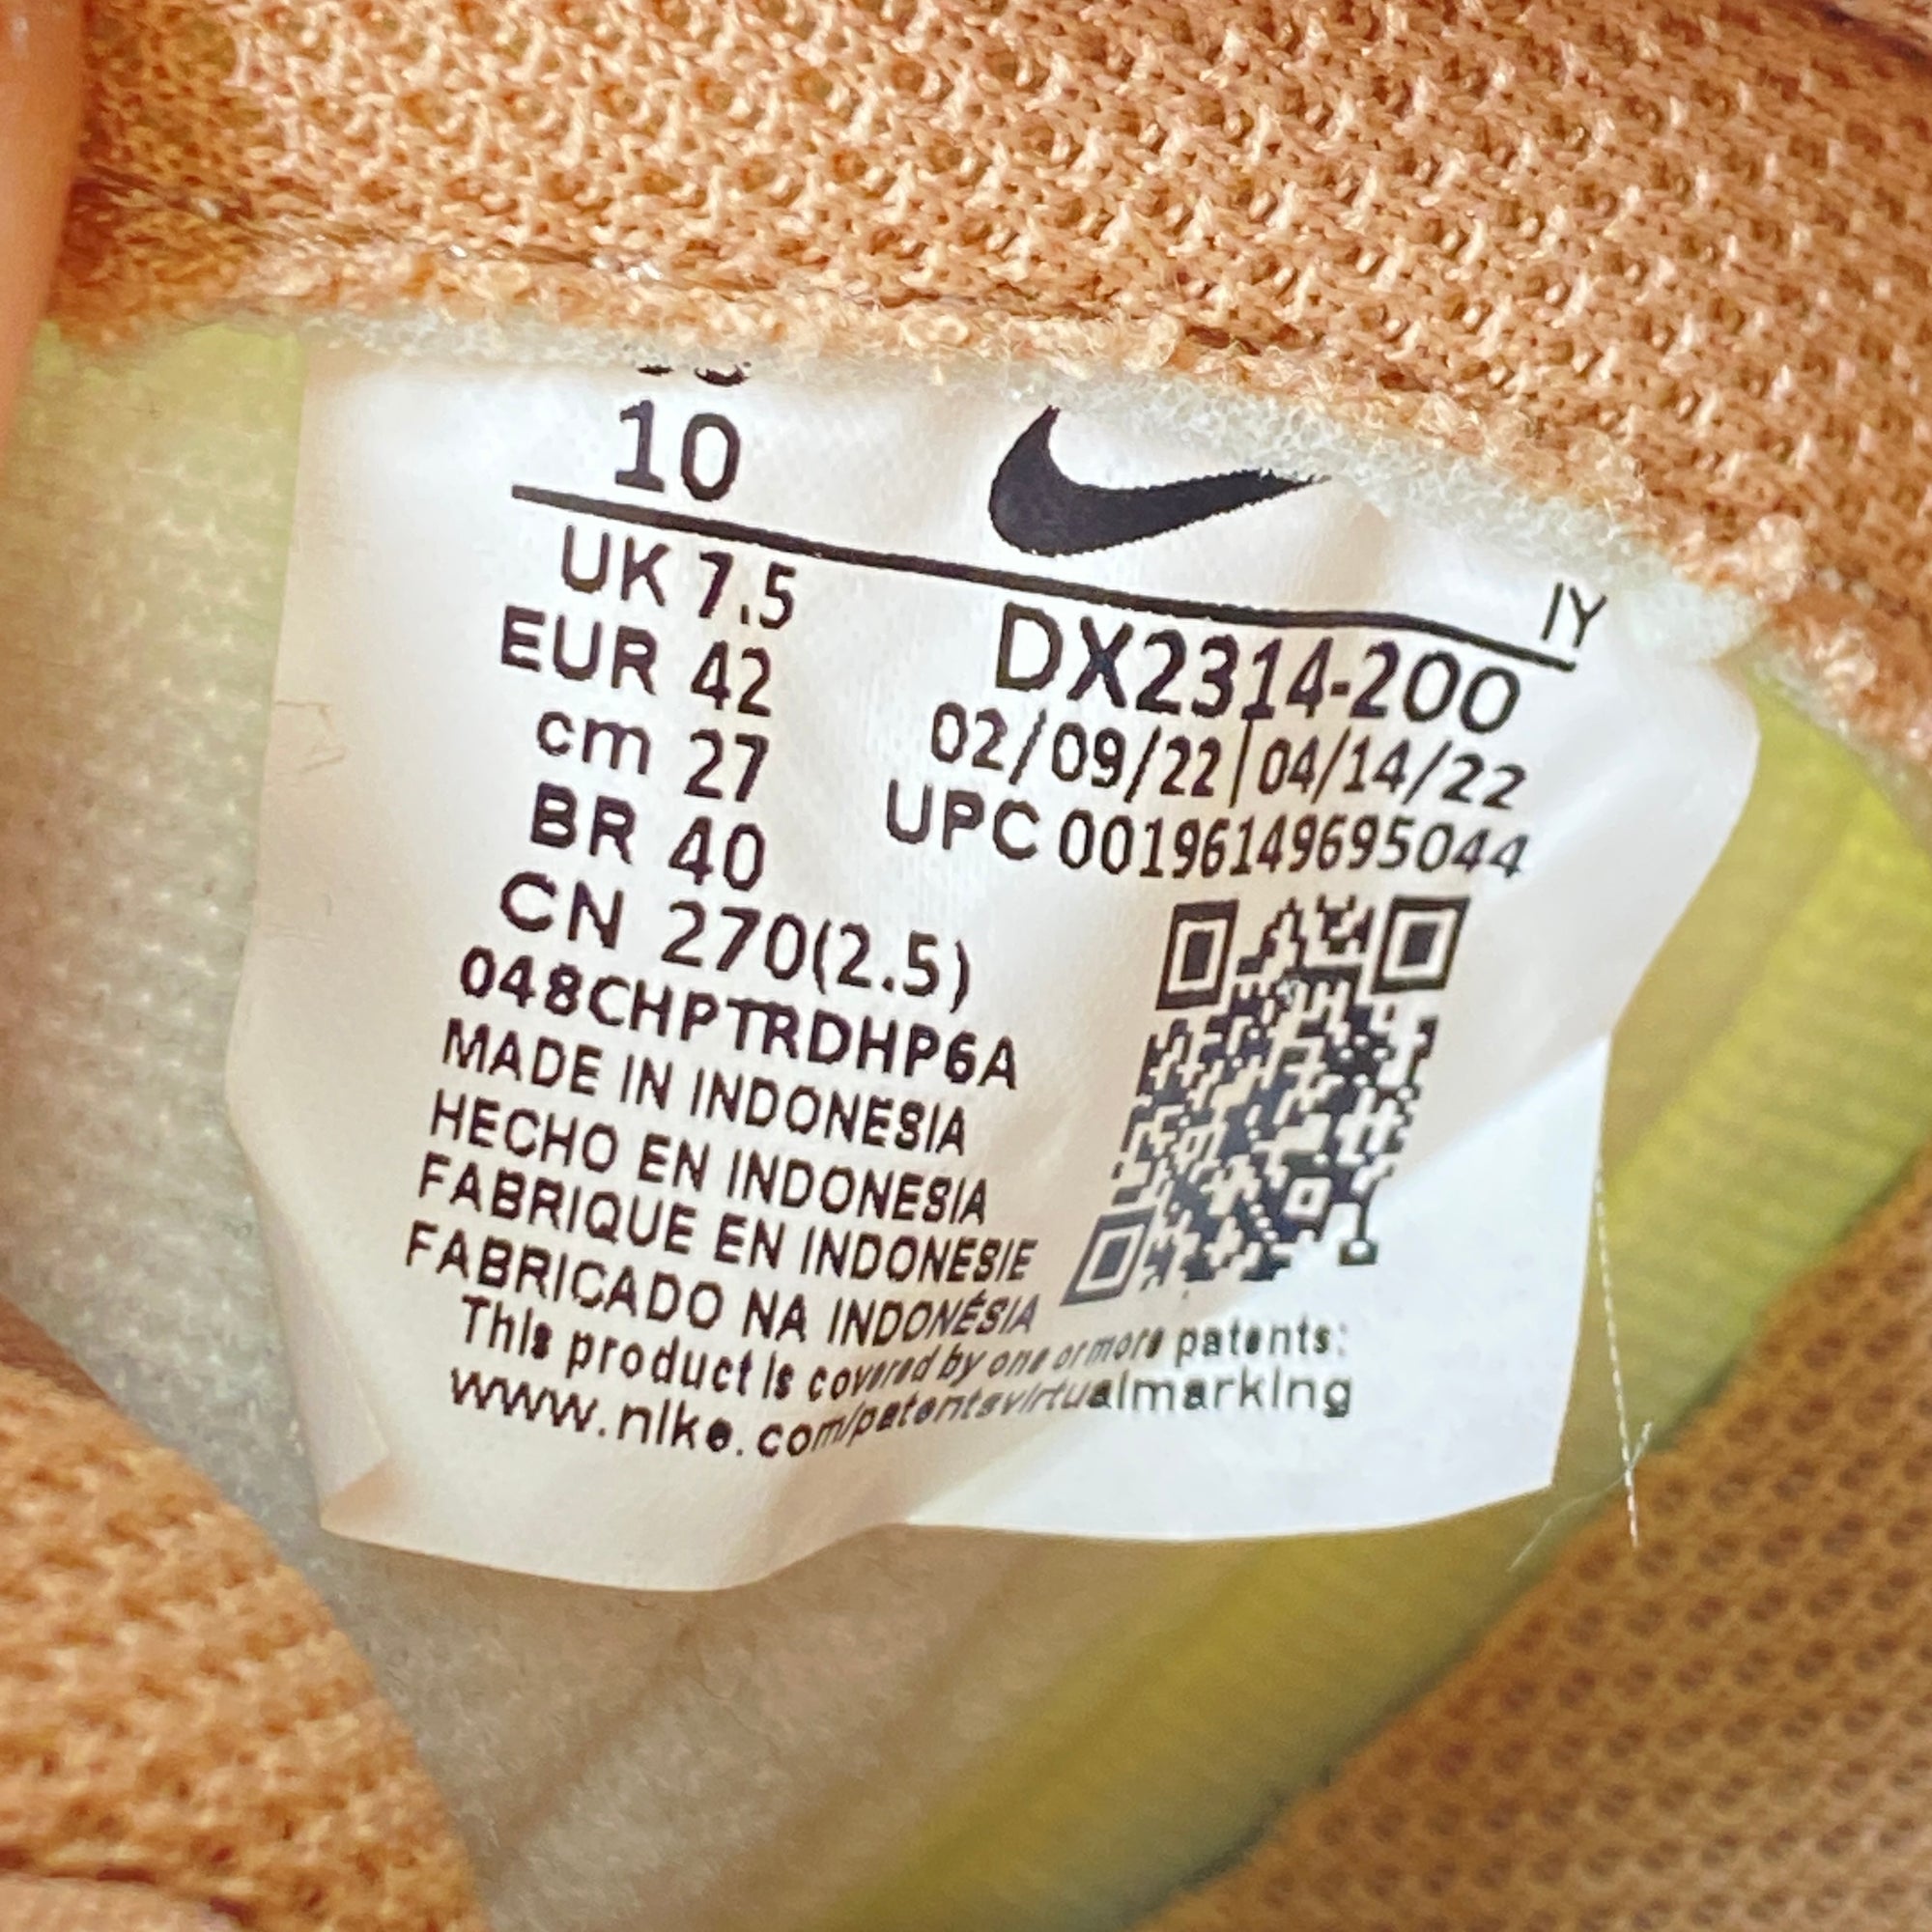 10
UK 7.5
EUR 42
cm 27
BR 40
CN 270(2.5)
IY
DX2314-200
02/09/22|04/14/22
UPC 00196149695044
048CHPTRDHP6A
MADE IN INDONESIA
HECHO EN INDONESIA
FABRIQUE EN INDONESIE
FABRICADO NA INDONÉSIA
This product is covered by one or more patents:
www.nike.com/patentsvirtualmarking